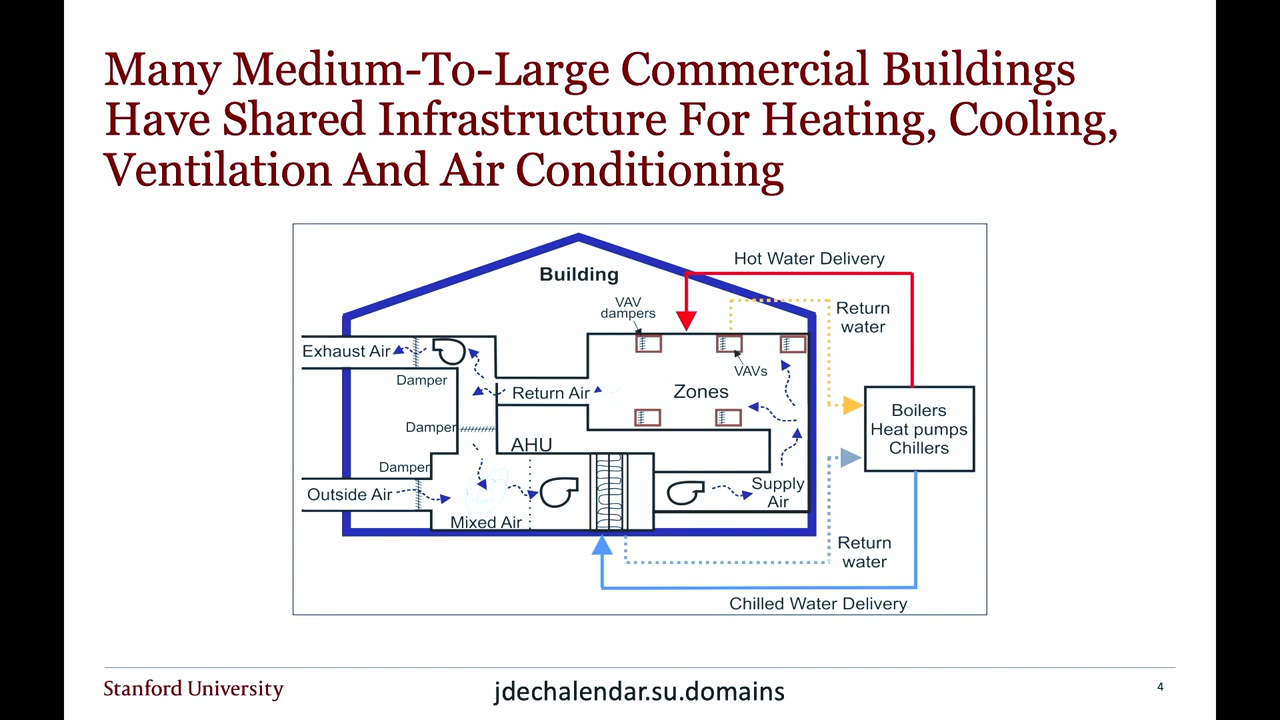 Many Medium-To-Large Commercial Buildings
Have Shared Infrastructure For Heating, Cooling,
Ventilation And Air Conditioning
Hot Water Delivery
Building
VAV
dampers
Return
water
Exhaust Air
Damper
VAVs
Return Air
Zones
Boilers
Heat pumps
Chillers
Damper
AHU
Damper
Outside Air
Supply
Air
Mixed Air
Return
water
Chilled Water Delivery
Stanford University
jdechalendar.su.domains
4